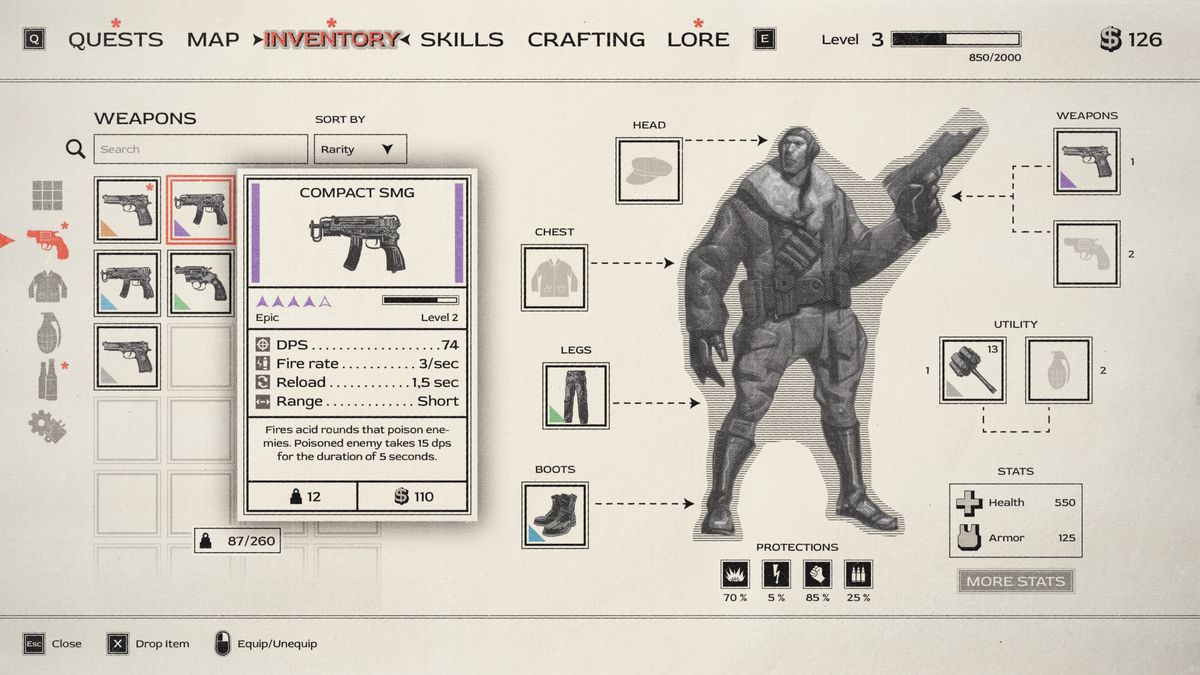 Q
QUESTS
MAP
INVENTORY
SKILLS
CRAFTING
LORE
E
Level 3
850/2000
$ 126
WEAPONS
SORT BY
Search
Rarity
COMPACT SMG
Epic
Level 2
DPS ................... 74
Fire rate ........... 3/sec
Reload ........... 1,5 sec
Range ............ Short
Fires acid rounds that poison ene-
mies. Poisoned enemy takes 15 dps
for the duration of 5 seconds.
12
$ 110
87/260
HEAD
CHEST
LEGS
BOOTS
WEAPONS
1
2
UTILITY
1
13
2
STATS
Health 550
Armor 125
MORE STATS
PROTECTIONS
70 %
5 %
85 %
25 %
Esc Close
X Drop Item
Equip/Unequip